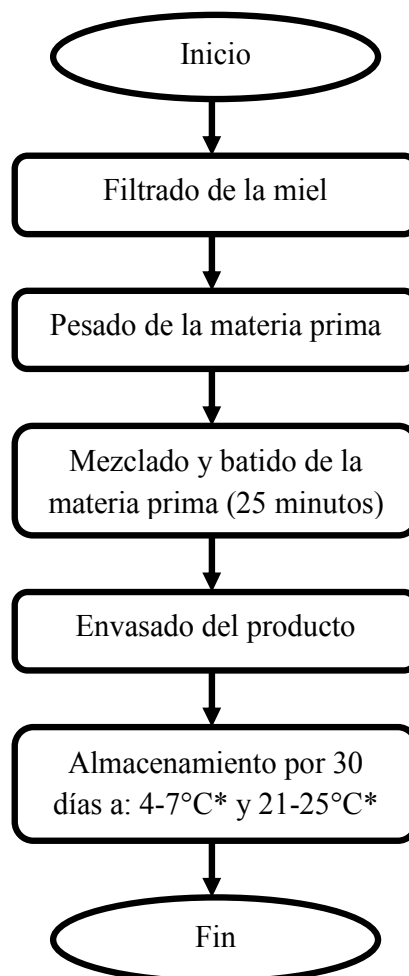 Inicio
Filtrado de la miel
Pesado de la materia prima
Mezclado y batido de la
materia prima (25 minutos)
Envasado del producto
Almacenamiento por 30
días a: 4-7°C* y 21-25°C*
Fin